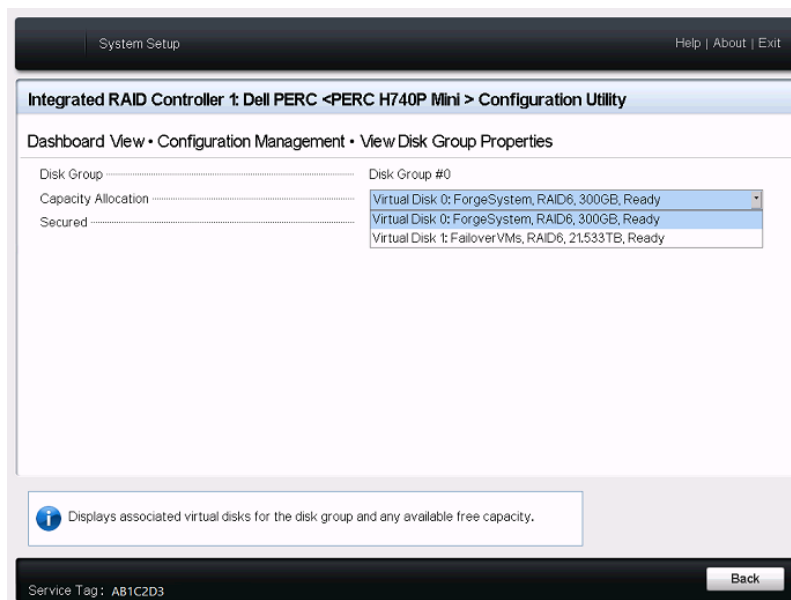 System Setup
Help | About | Exit
Integrated RAID Controller 1: Dell PERC <PERC H740P Mini > Configuration Utility
Dashboard View • Configuration Management • View Disk Group Properties
Disk Group Disk Group #0
Capacity Allocation Virtual Disk 0: ForgeSystem, RAID6, 300GB, Ready
Virtual Disk 0: ForgeSystem, RAID6, 300GB, Ready
Secured
Virtual Disk 1: FailoverVMs, RAID6, 21.533TB, Ready
Displays associated virtual disks for the disk group and any available free capacity.
Back
Service Tag: AB1C2D3